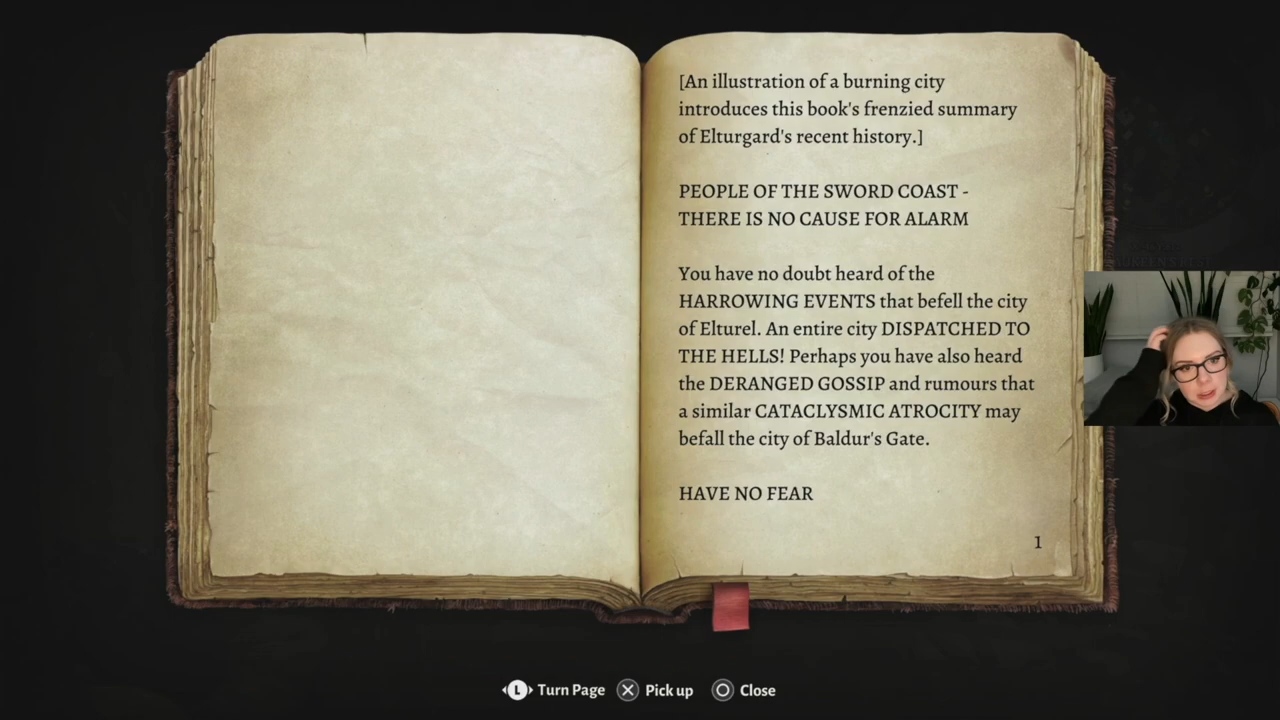 [An illustration of a burning city
introduces this book's frenzied summary
of Elturgard's recent history.]
PEOPLE OF THE SWORD COAST -
THERE IS NO CAUSE FOR ALARM
You have no doubt heard of the
HARROWING EVENTS that befell the city
of Elturel. An entire city DISPATCHED TO
THE HELLS! Perhaps you have also heard
the DERANGED GOSSIP and rumours that
a similar CATACLYSMIC ATROCITY may
befall the city of Baldur's Gate.
HAVE NO FEAR
1
L Turn Page Pick up Close